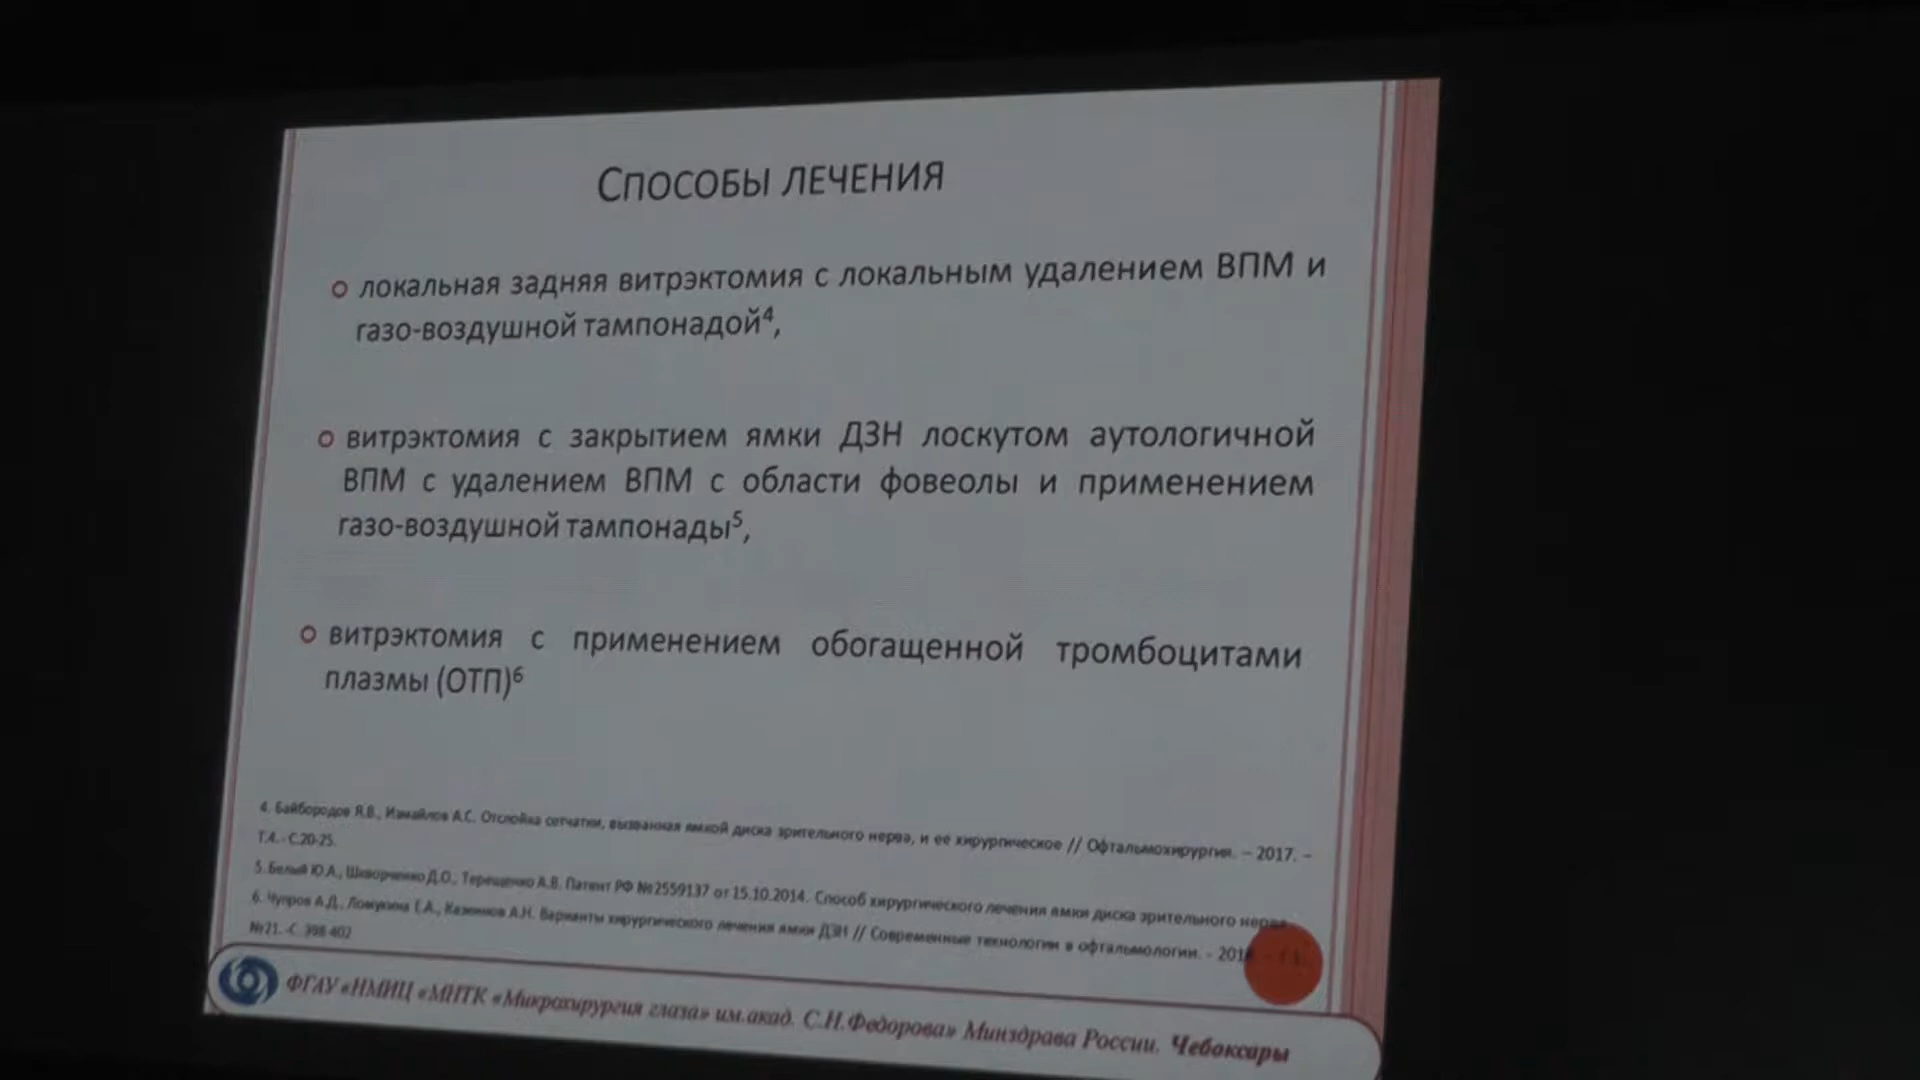 Способы лечения
локальная задняя витрэктомия с локальным удалением ВПМ и
газо-воздушной тампонадой⁴,
витрэктомия с закрытием ямки ДЗН лоскутом аутологичной
ВПМ с удалением ВПМ с области фовеолы и применением
газо-воздушной тампонады⁵,
витрэктомия с применением обогащенной тромбоцитами
плазмы (ОТП)⁶
4. Байбородов Я.В., Измайлов А.С. Отслойка сетчатки, вызванная ямкой диска зрительного нерва, и ее хирургическое // Офтальмохирургия. – 2017. –
Т.4.- С.20-25.
5. Белый Ю.А., Шкворченко Д.О., Терещенко А.В. Патент РФ №2559137 от 15.10.2014. Способ хирургического лечения ямки диска зрительного нерва
6. Чупров А.Д., Ломухина Е.А., Казеннов А.Н. Варианты хирургического лечения ямки ДЗН // Современные технологии в офтальмологии. -
№21. -С. 398-402
ФГАУ «НМИЦ «МНТК «Микрохирургия глаза» им.акад. С.Н.Федорова» Минздрава России. Чебоксары